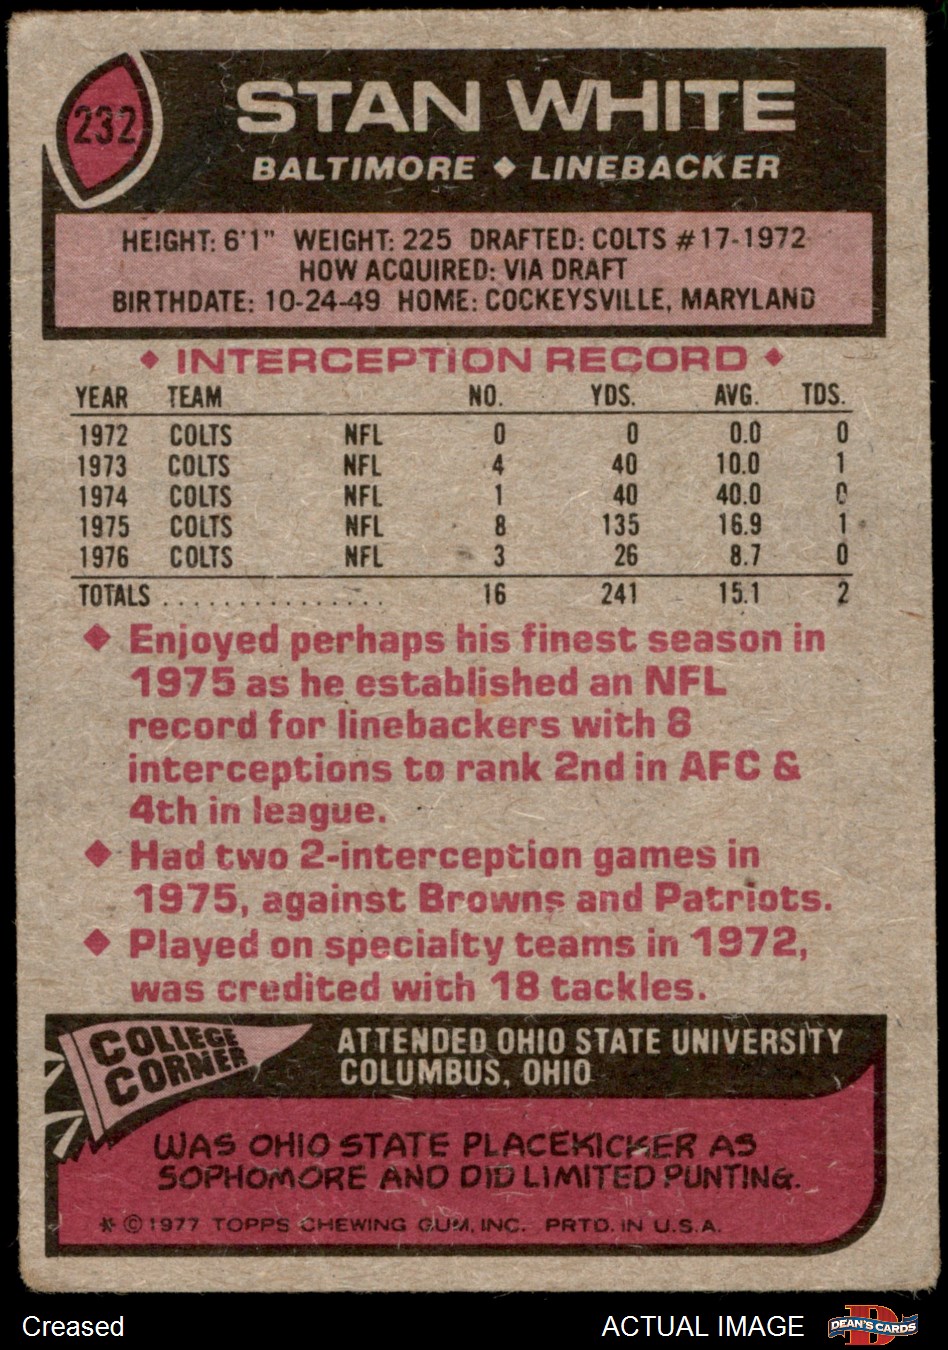 232
STAN WHITE
BALTIMORE ◆ LINEBACKER
HEIGHT: 6'1" WEIGHT: 225 DRAFTED: COLTS #17-1972
HOW ACQUIRED: VIA DRAFT
BIRTHDATE: 10-24-49 HOME: COCKEYSVILLE, MARYLAND
◆ INTERCEPTION RECORD ◆
YEAR TEAM NO. YDS. AVG. TDS.
1972 COLTS NFL 0 0 0.0 0
1973 COLTS NFL 4 40 10.0 1
1974 COLTS NFL 1 40 40.0 0
1975 COLTS NFL 8 135 16.9 1
1976 COLTS NFL 3 26 8.7 0
TOTALS ................ 16 241 15.1 2
◆ Enjoyed perhaps his finest season in
1975 as he established an NFL
record for linebackers with 8
interceptions to rank 2nd in AFC &
4th in league.
◆ Had two 2-interception games in
1975, against Browns and Patriots.
◆ Played on specialty teams in 1972,
was credited with 18 tackles.
COLLEGE
CORNER
ATTENDED OHIO STATE UNIVERSITY
COLUMBUS, OHIO
WAS OHIO STATE PLACEKICKER AS
SOPHOMORE AND DID LIMITED PUNTING.
* © 1977 TOPPS CHEWING GUM, INC. PRTD. IN U.S.A.
Creased
ACTUAL IMAGE
DEAN'S CARDS